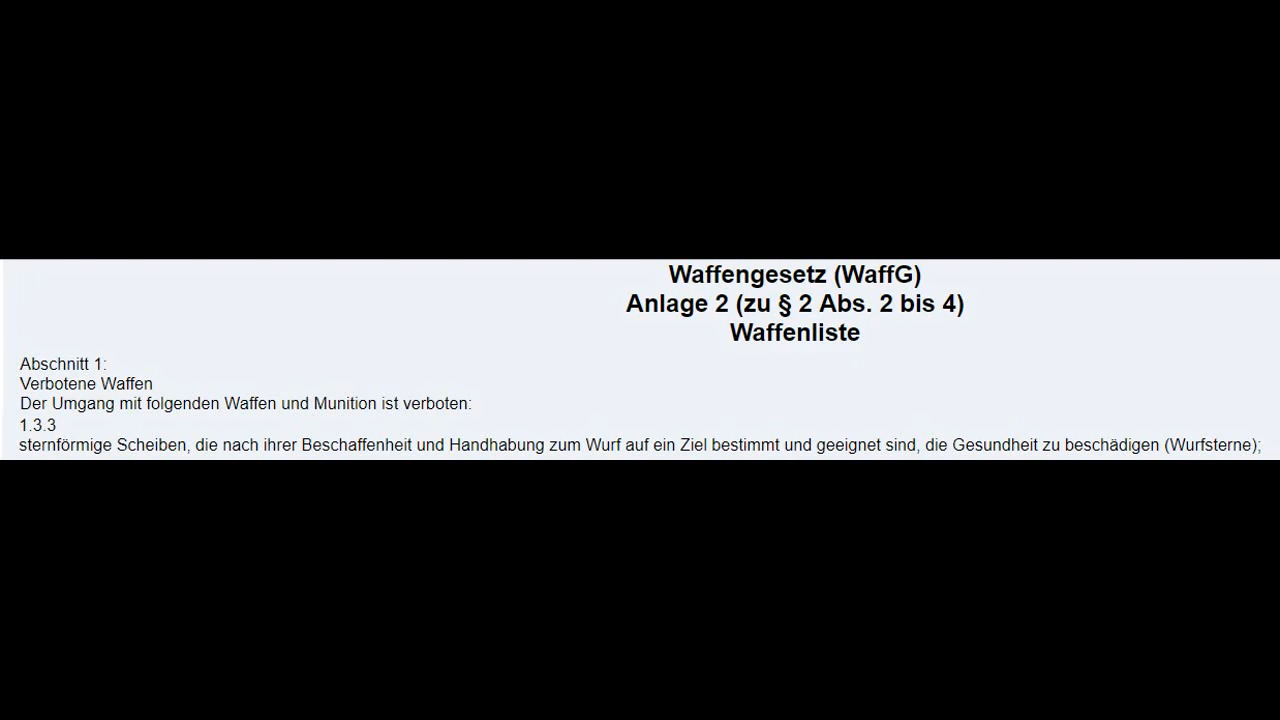 Waffengesetz (WaffG)
Anlage 2 (zu § 2 Abs. 2 bis 4)
Waffenliste
Abschnitt 1:
Verbotene Waffen
Der Umgang mit folgenden Waffen und Munition ist verboten:
1.3.3
sternförmige Scheiben, die nach ihrer Beschaffenheit und Handhabung zum Wurf auf ein Ziel bestimmt und geeignet sind, die Gesundheit zu beschädigen (Wurfsterne);